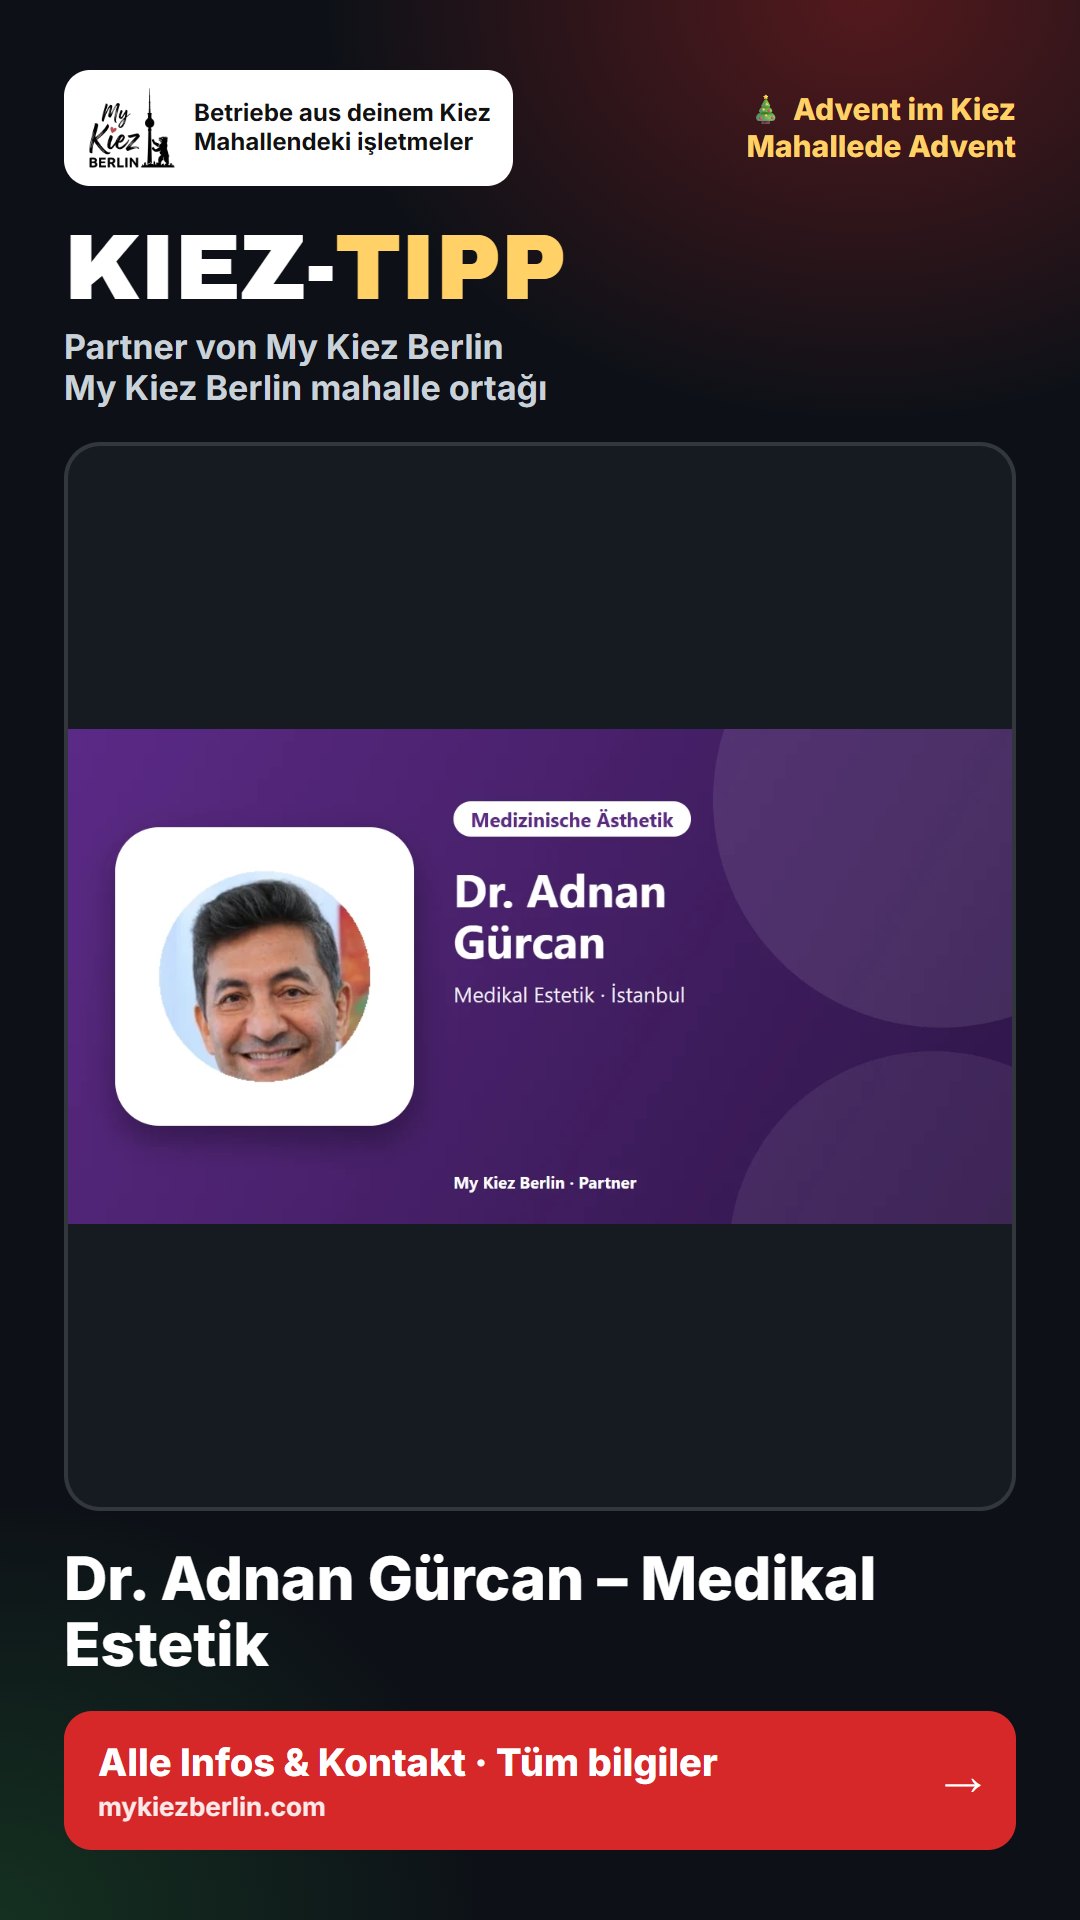 My
Kiez
BERLIN
Betriebe aus deinem Kiez
Mahallendeki işletmeler
🎄 Advent im Kiez
Mahallede Advent
KIEZ-TIPP
Partner von My Kiez Berlin
My Kiez Berlin mahalle ortağı
Medizinische Ästhetik
Dr. Adnan
Gürcan
Medikal Estetik · İstanbul
My Kiez Berlin · Partner
Dr. Adnan Gürcan – Medikal
Estetik
Alle Infos & Kontakt · Tüm bilgiler
mykiezberlin.com
→